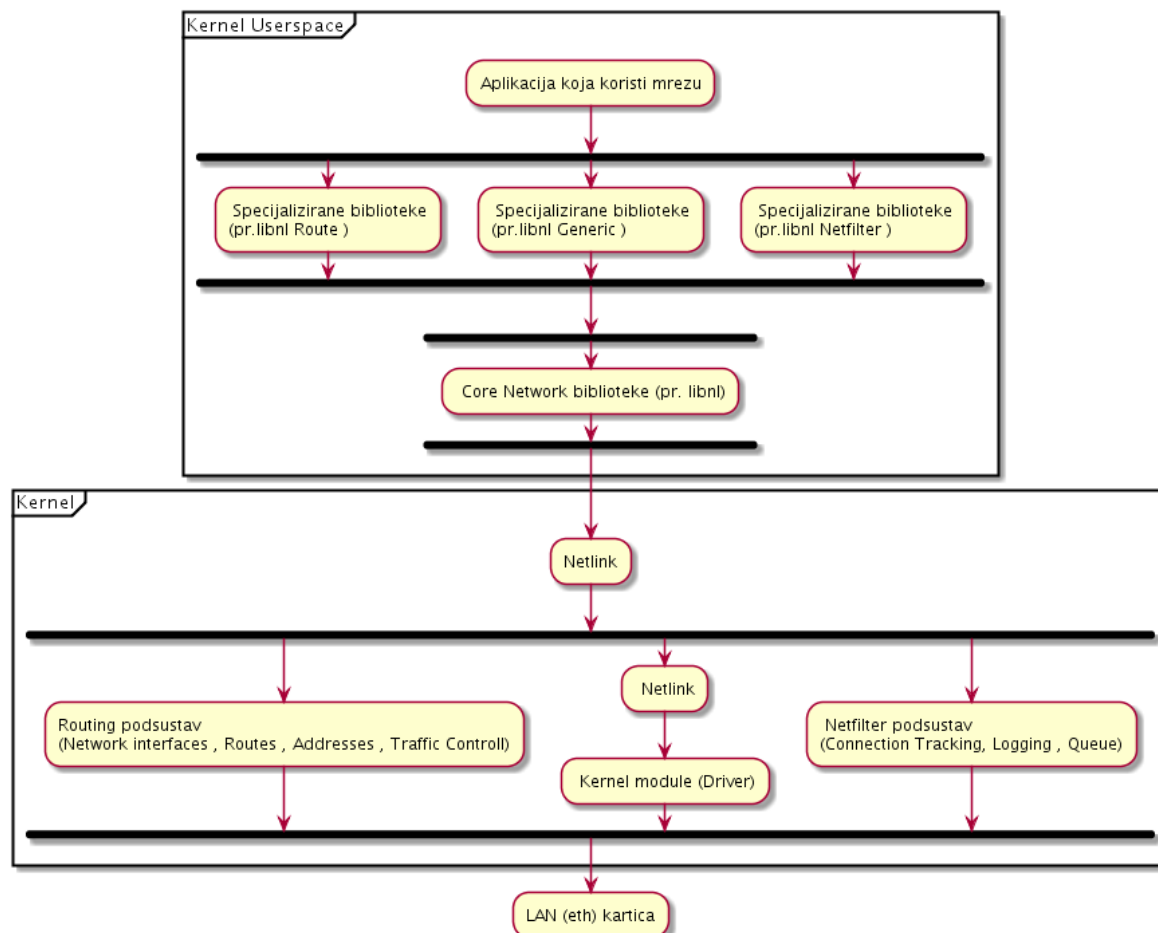 Kernel Userspace
Aplikacija koja koristi mrezu
Specijalizirane biblioteke
(pr.libnl Route )
Specijalizirane biblioteke
(pr.libnl Generic )
Specijalizirane biblioteke
(pr.libnl Netfilter )
Core Network biblioteke (pr. libnl)
Kernel
Netlink
Netlink
Routing podsustav
(Network interfaces , Routes , Addresses , Traffic Controll)
Kernel module (Driver)
Netfilter podsustav
(Connection Tracking, Logging , Queue)
LAN (eth) kartica